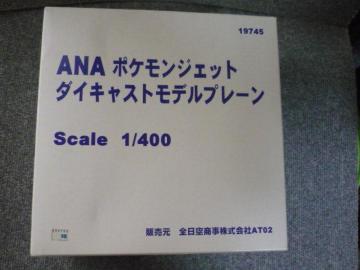 19745
ANA ポケモンジェット
ダイキャストモデルプレーン
Scale 1/400
販売元 全日空商事株式会社AT02